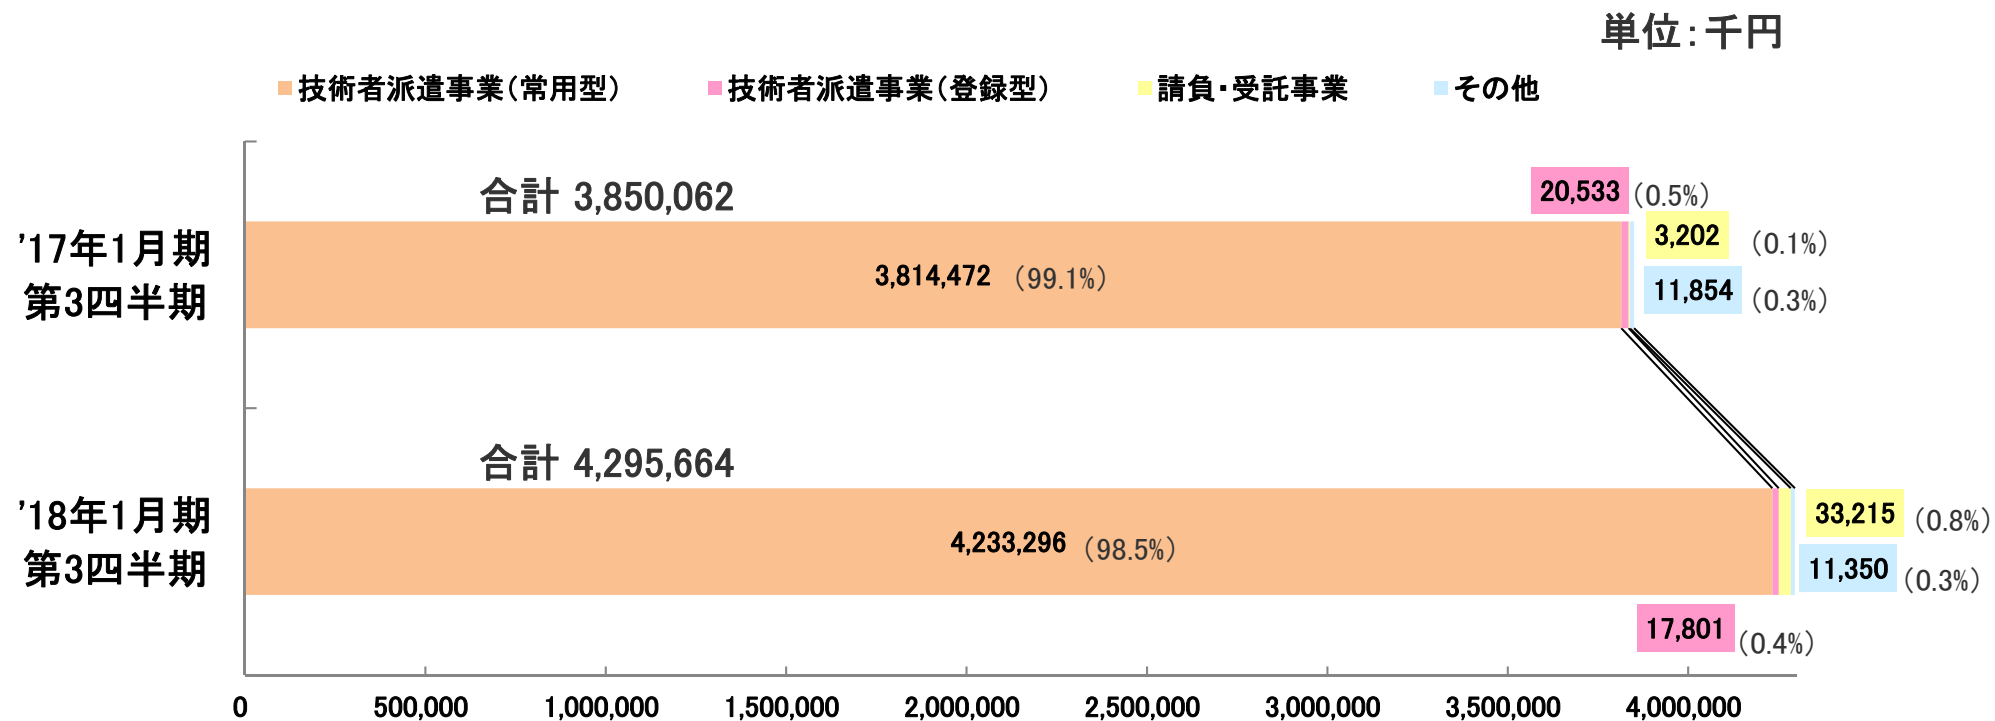 単位：千円
技術者派遣事業（常用型） 技術者派遣事業（登録型） 請負・受託事業 その他
合計 3,850,062
'17年1月期
第3四半期
3,814,472 （99.1%）
20,533 （0.5%）
3,202 （0.1%）
11,854 （0.3%）
合計 4,295,664
'18年1月期
第3四半期
4,233,296 （98.5%）
33,215 （0.8%）
11,350 （0.3%）
17,801 （0.4%）
0 500,000 1,000,000 1,500,000 2,000,000 2,500,000 3,000,000 3,500,000 4,000,000